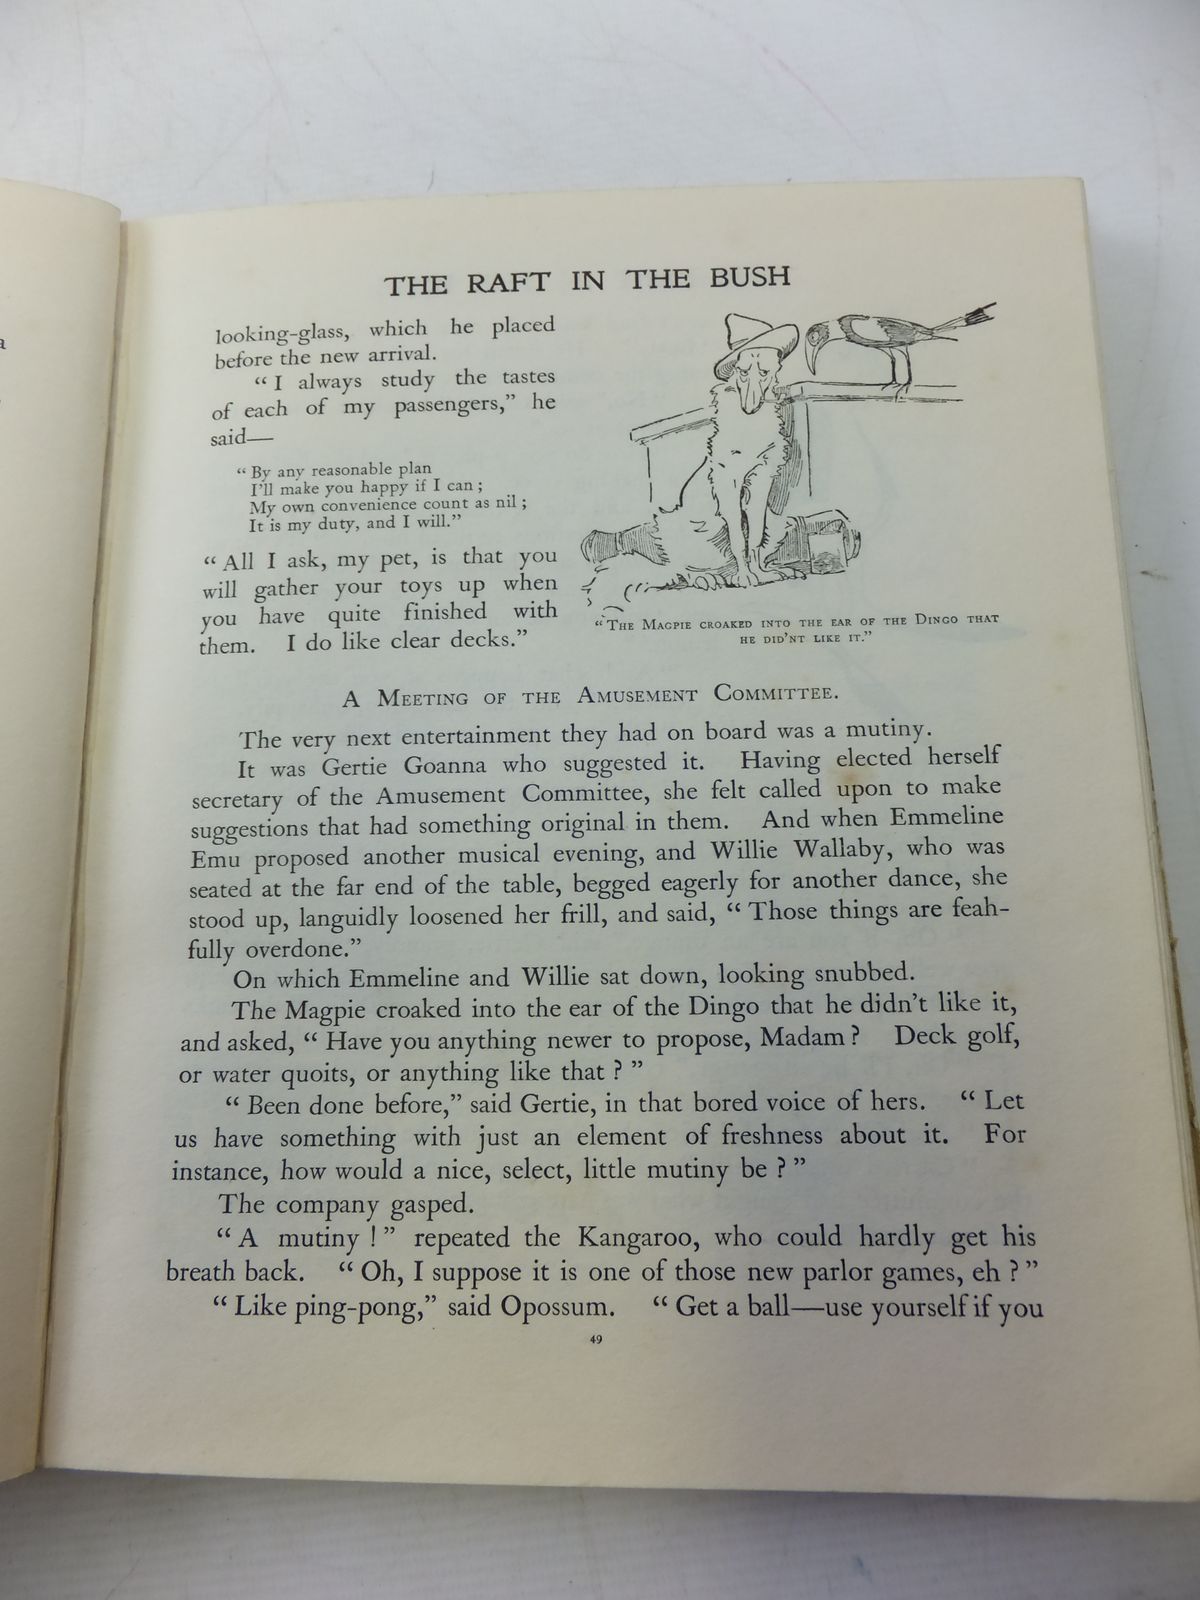 THE RAFT IN THE BUSH
looking-glass, which he placed
before the new arrival.
“ I always study the tastes
of each of my passengers,” he
said—
“ By any reasonable plan
I’ll make you happy if I can ;
My own convenience count as nil ;
It is my duty, and I will.”
“ All I ask, my pet, is that you
will gather your toys up when
you have quite finished with
them. I do like clear decks.”
“ The Magpie croaked into the ear of the Dingo that
he did’nt like it.”
A Meeting of the Amusement Committee.
The very next entertainment they had on board was a mutiny.
It was Gertie Goanna who suggested it. Having elected herself
secretary of the Amusement Committee, she felt called upon to make
suggestions that had something original in them. And when Emmeline
Emu proposed another musical evening, and Willie Wallaby, who was
seated at the far end of the table, begged eagerly for another dance, she
stood up, languidly loosened her frill, and said, “ Those things are feah-
fully overdone.”
On which Emmeline and Willie sat down, looking snubbed.
The Magpie croaked into the ear of the Dingo that he didn’t like it,
and asked, “ Have you anything newer to propose, Madam ? Deck golf,
or water quoits, or anything like that ? ”
“ Been done before,” said Gertie, in that bored voice of hers. “ Let
us have something with just an element of freshness about it. For
instance, how would a nice, select, little mutiny be ? ”
The company gasped.
“ A mutiny ! ” repeated the Kangaroo, who could hardly get his
breath back. “ Oh, I suppose it is one of those new parlor games, eh ? ”
“ Like ping-pong,” said Opossum. “ Get a ball—use yourself if you
49
a